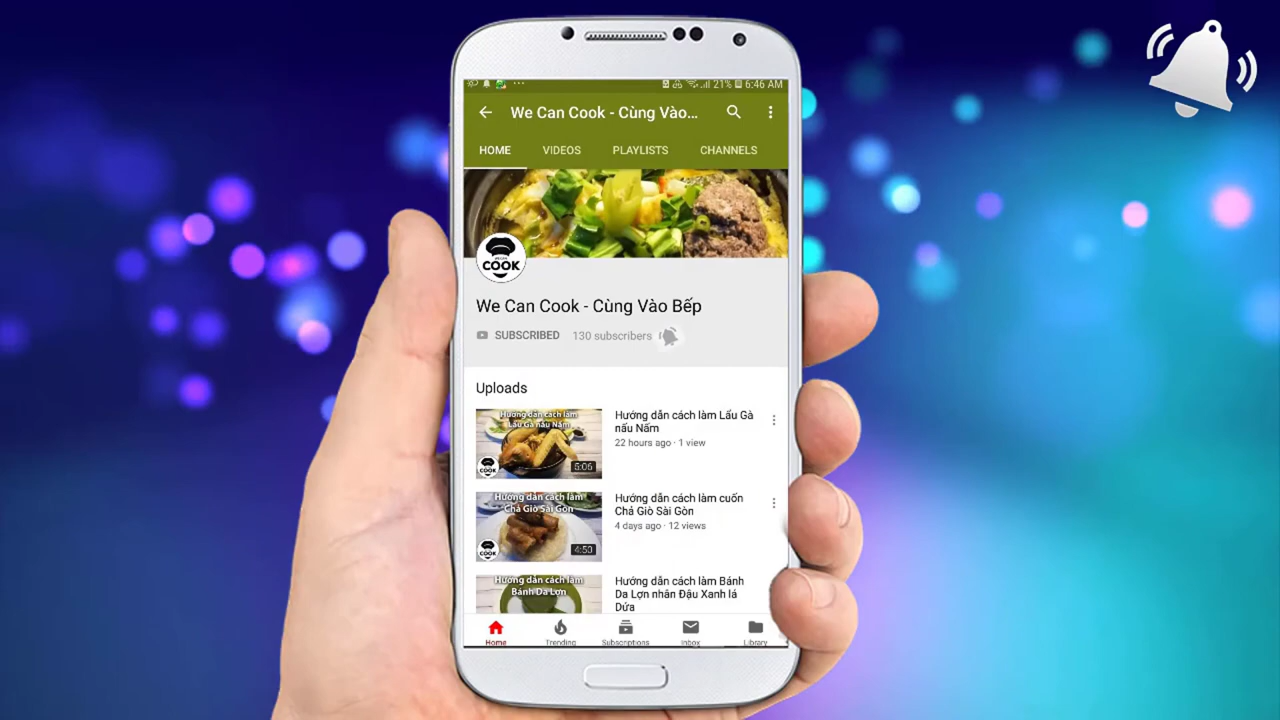 21% 6:46 AM
We Can Cook - Cùng Vào...
HOME VIDEOS PLAYLISTS CHANNELS
COOK
We Can Cook - Cùng Vào Bếp
SUBSCRIBED 130 subscribers
Uploads
Hướng dẫn cách làm
Lẩu Gà nấu Nấm
COOK
5:06
Hướng dẫn cách làm Lẩu Gà
nấu Nấm
22 hours ago · 1 view
Hướng dẫn cách làm
Chả Giò Sài Gòn
COOK
4:50
Hướng dẫn cách làm cuốn
Chả Giò Sài Gòn
4 days ago · 12 views
Hướng dẫn cách làm
Bánh Da Lợn
Hướng dẫn cách làm Bánh
Da Lợn nhân Đậu Xanh lá
Dứa
Home Trending Subscriptions Inbox Library